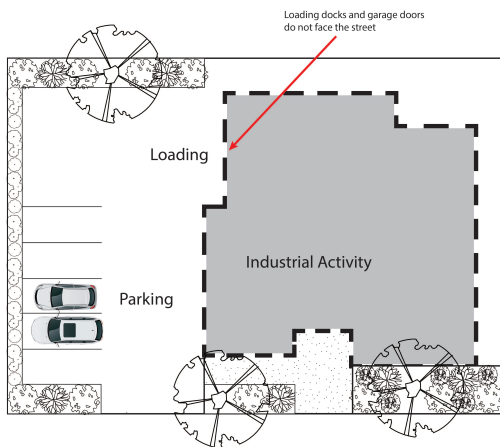 Loading docks and garage doors
do not face the street
Loading
Industrial Activity
Parking